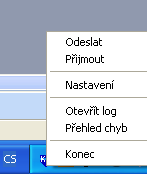 Odeslat
Přijmout
Nastavení
Otevřít log
Přehled chyb
Konec
CS